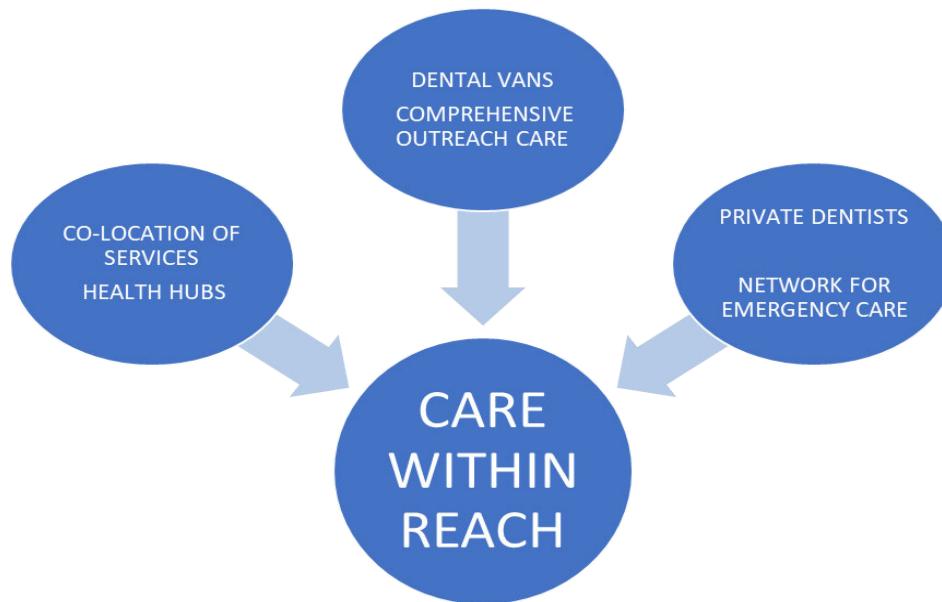 DENTAL VANS
COMPREHENSIVE
OUTREACH CARE
CO-LOCATION OF
SERVICES
HEALTH HUBS
PRIVATE DENTISTS
NETWORK FOR
EMERGENCY CARE
CARE
WITHIN
REACH